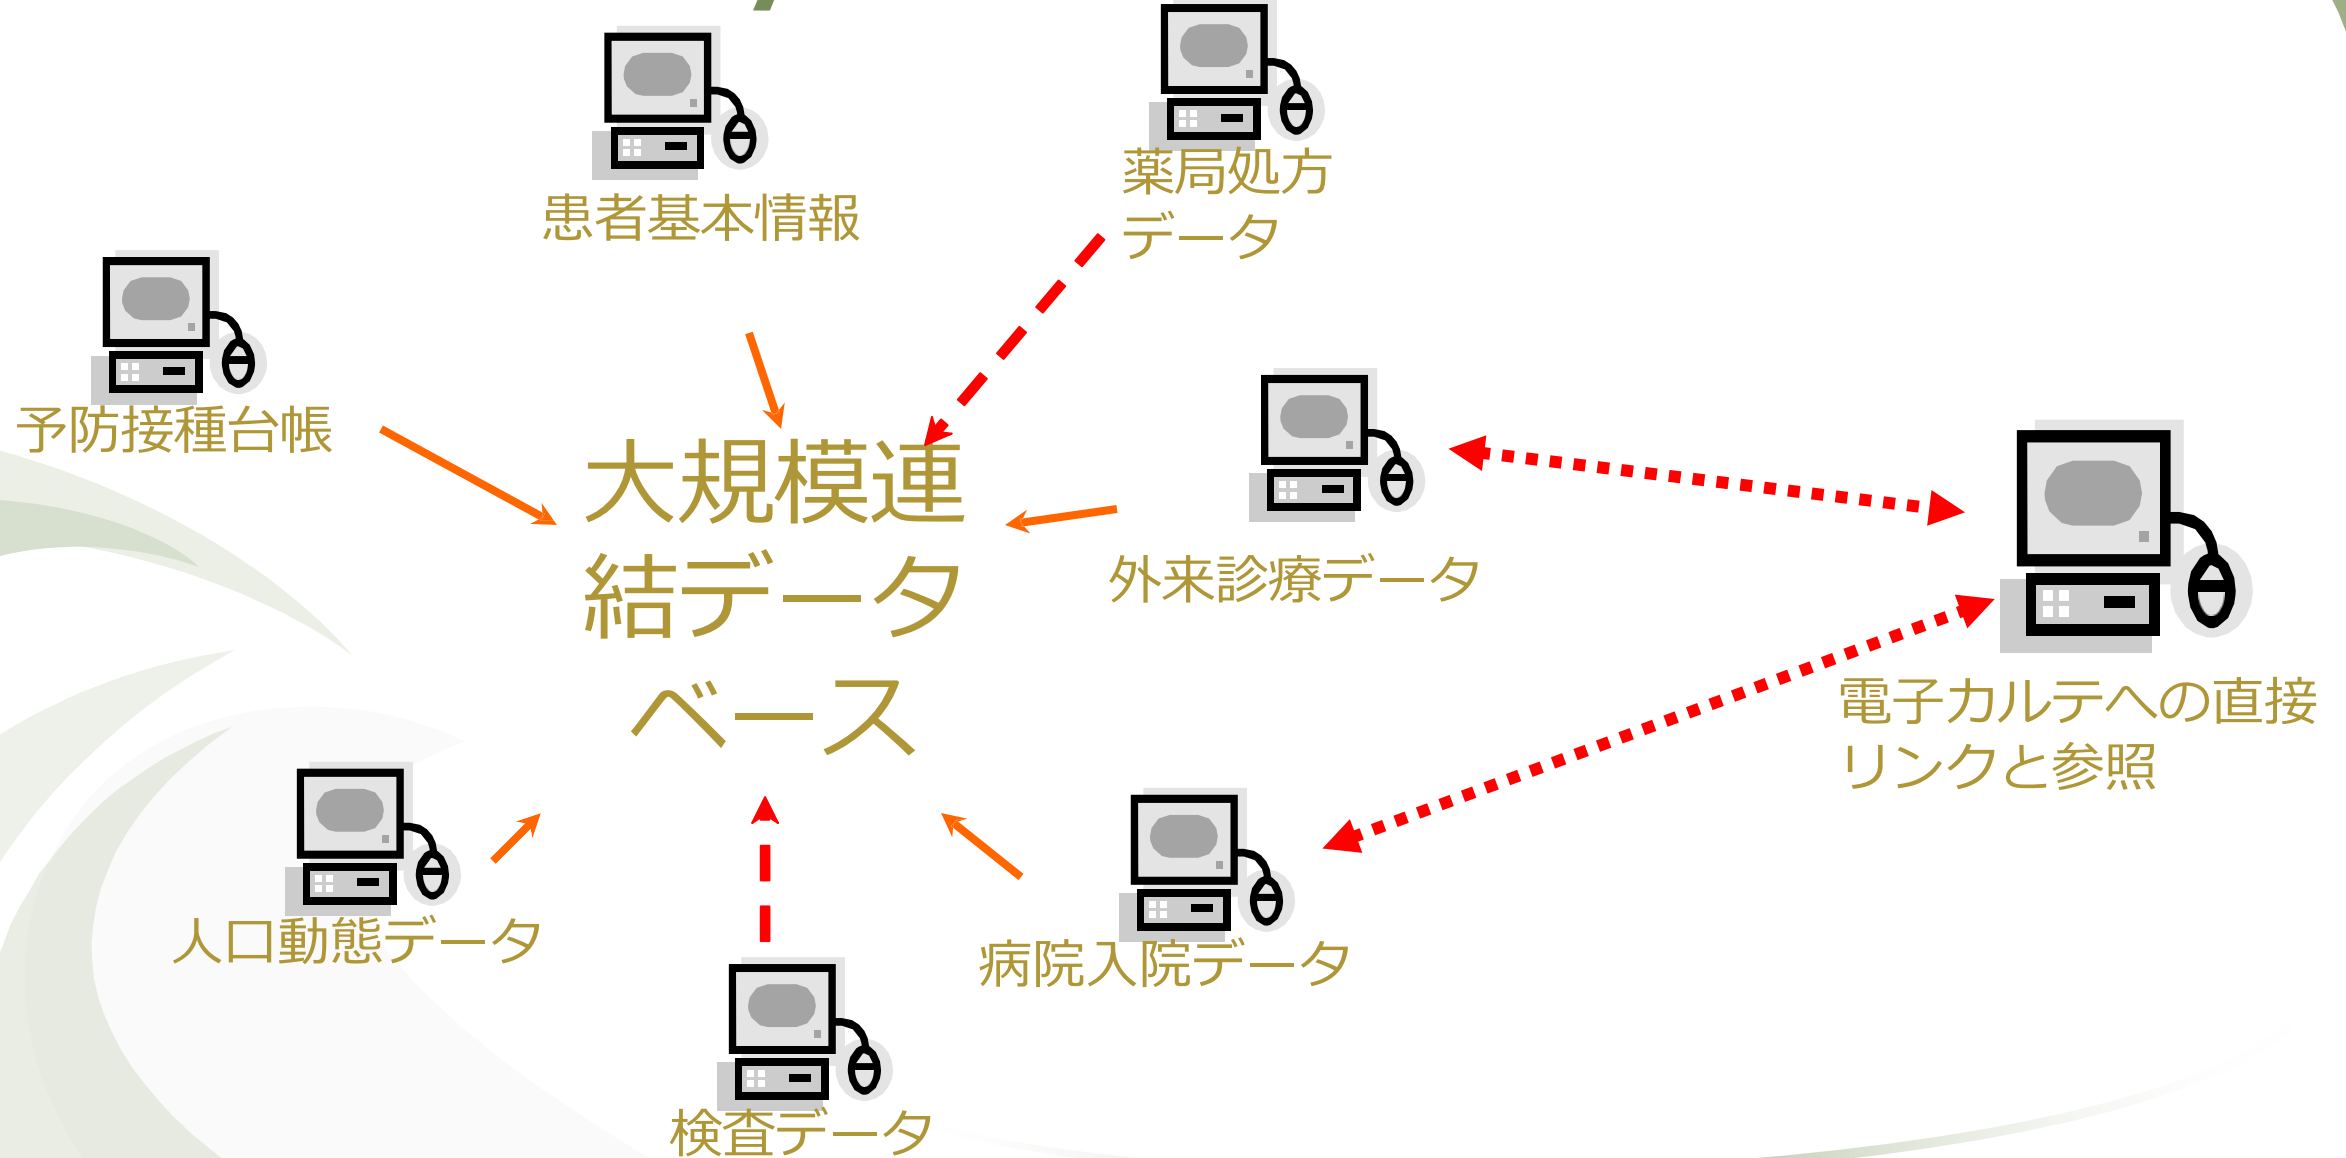 患者基本情報
薬局処方
データ
予防接種台帳
大規模連
結データ
ベース
外来診療データ
電子カルテへの直接
リンクと参照
人口動態データ
病院入院データ
検査データ